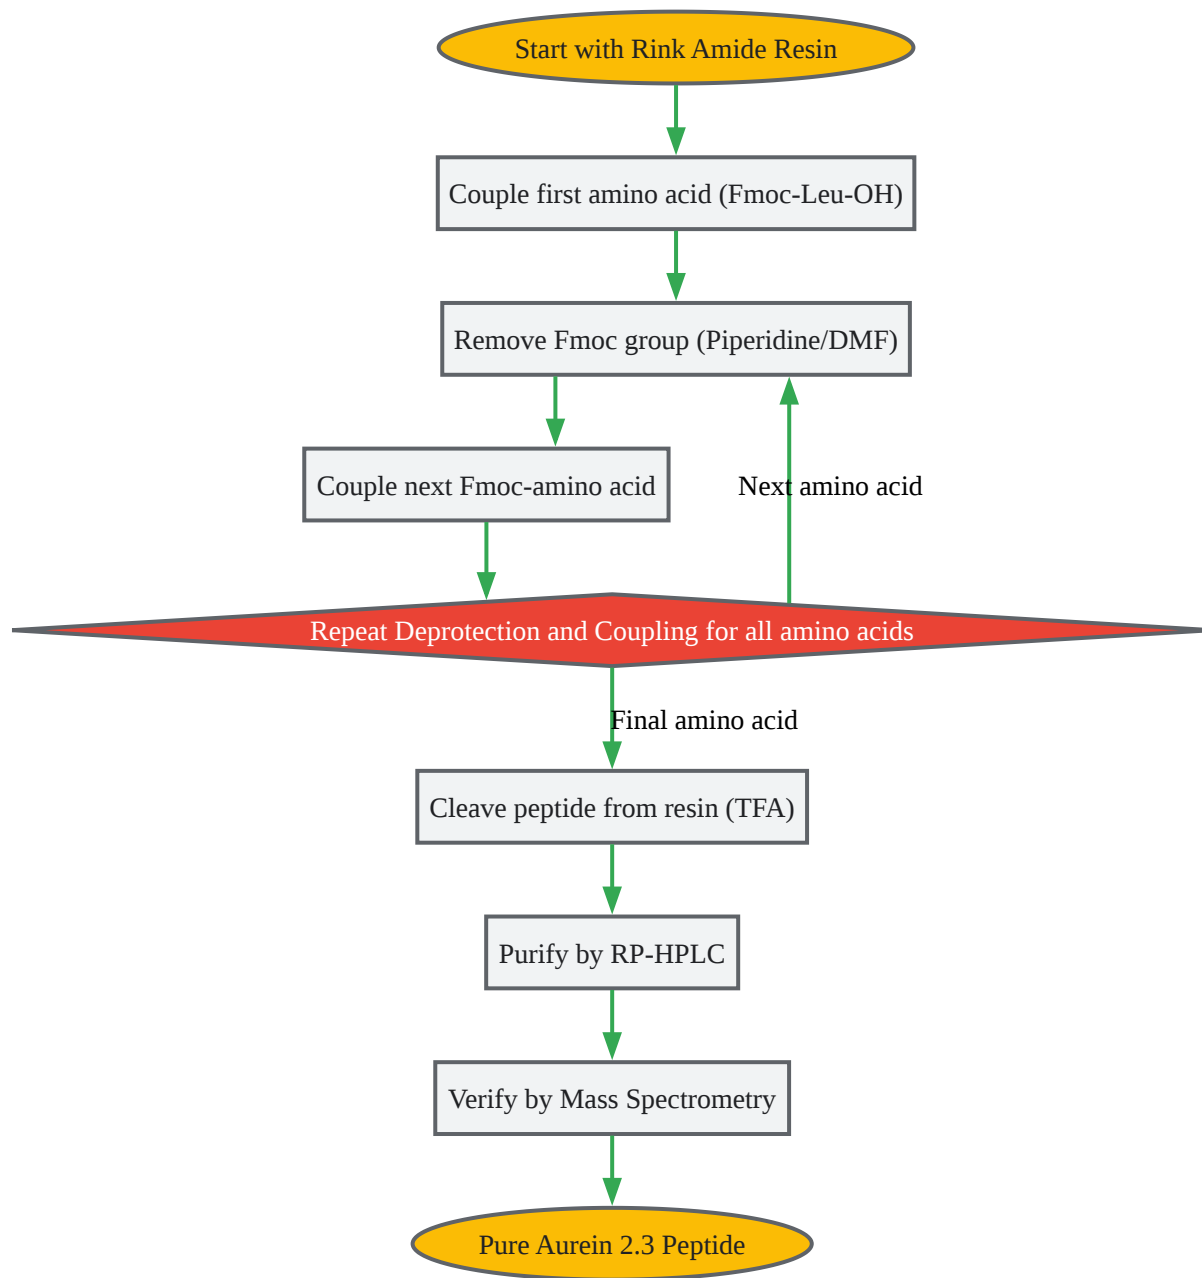 Start with Rink Amide Resin
Couple first amino acid (Fmoc-Leu-OH)
Remove Fmoc group (Piperidine/DMF)
Couple next Fmoc-amino acid
Next amino acid
Repeat Deprotection and Coupling for all amino acids
Final amino acid
Cleave peptide from resin (TFA)
Purify by RP-HPLC
Verify by Mass Spectrometry
Pure Aurein 2.3 Peptide